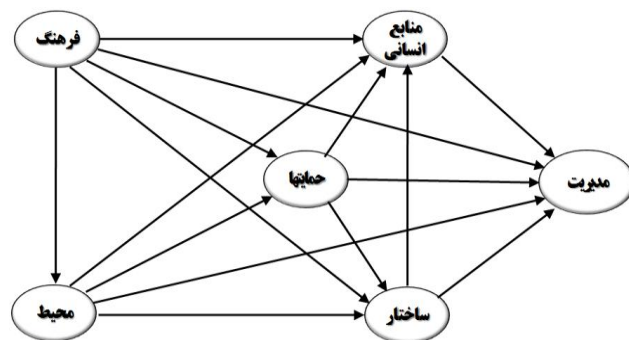 فرهنگ
منابع
انسانی
حمایتها
مدیریت
محیط
ساختار